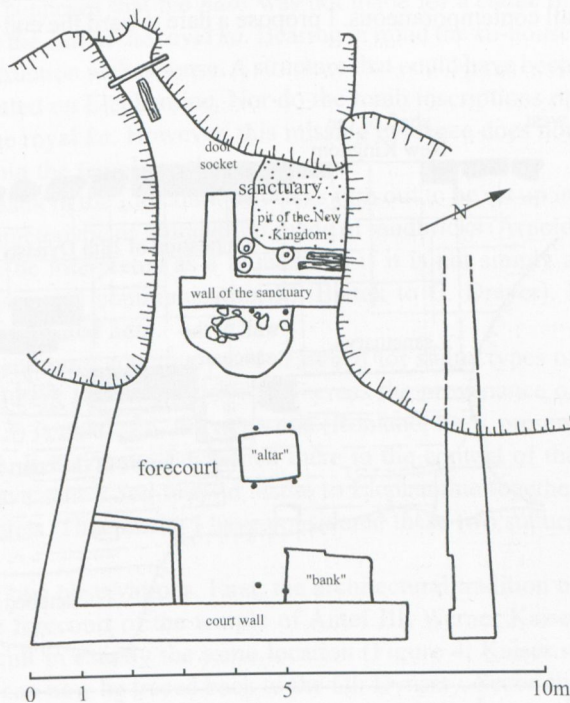 door
socket
sanctuary
pit of the New
Kingdom
N
wall of the sanctuary
"altar"
forecourt
"bank"
court wall
0 1 5 10m